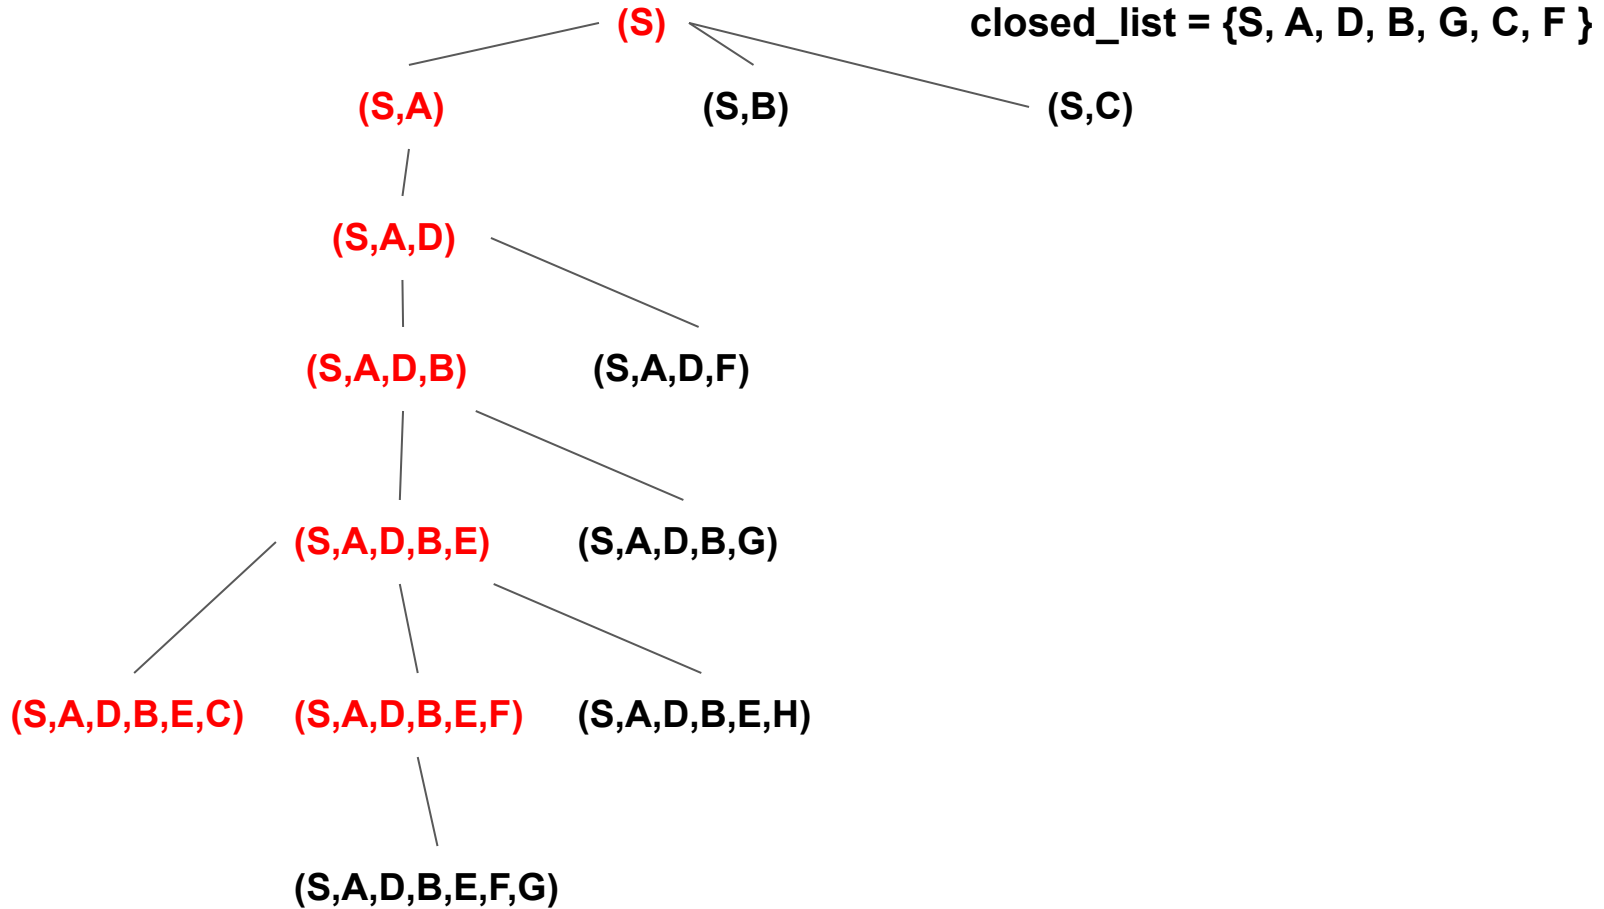 (S)
closed_list = {S, A, D, B, G, C, F }
(S,A)
(S,B)
(S,C)
(S,A,D)
(S,A,D,B)
(S,A,D,F)
(S,A,D,B,E)
(S,A,D,B,G)
(S,A,D,B,E,C)
(S,A,D,B,E,F)
(S,A,D,B,E,H)
(S,A,D,B,E,F,G)